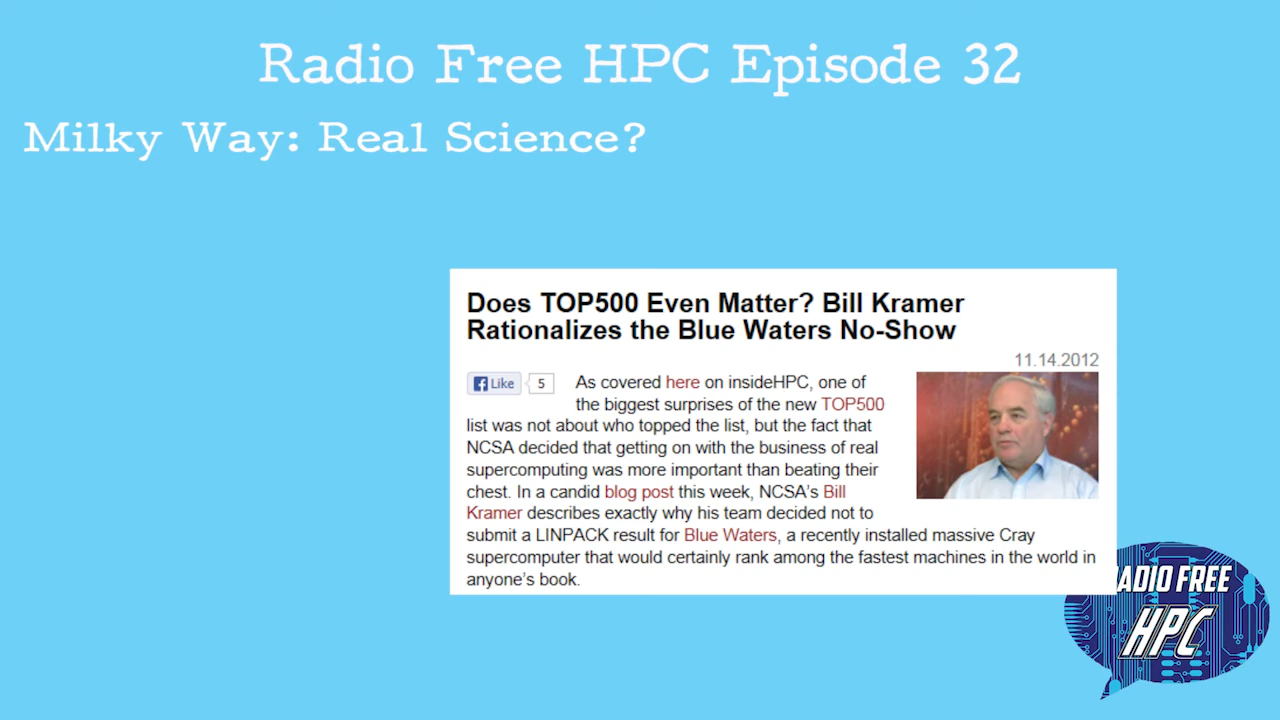 Radio Free HPC Episode 32
Milky Way: Real Science?
Does TOP500 Even Matter? Bill Kramer
Rationalizes the Blue Waters No-Show
11.14.2012
Like 5
As covered here on insideHPC, one of
the biggest surprises of the new TOP500
list was not about who topped the list, but the fact that
NCSA decided that getting on with the business of real
supercomputing was more important than beating their
chest. In a candid blog post this week, NCSA's Bill
Kramer describes exactly why his team decided not to
submit a LINPACK result for Blue Waters, a recently installed massive Cray
supercomputer that would certainly rank among the fastest machines in the world in
anyone's book.
ADIO FREE
HPC